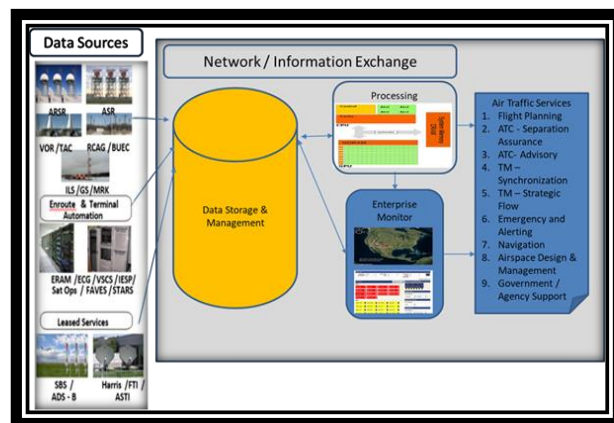 Data Sources
Network / Information Exchange
ARSR
ASR
VOR / TAC
RCAG / BUEC
ILS / GS / MRK
Enroute & Terminal
Automation
ERAM / ECG / VSCS / IESP /
Sat Ops / FAVES / STARS
Leased Services
SBS /
ADS - B
Harris / FTI /
ASTI
Data Storage &
Management
Processing
Enterprise
Monitor
Air Traffic Services
1. Flight Planning
2. ATC - Separation
Assurance
3. ATC- Advisory
4. TM –
Synchronization
5. TM – Strategic
Flow
6. Emergency and
Alerting
7. Navigation
8. Airspace Design &
Management
9. Government /
Agency Support